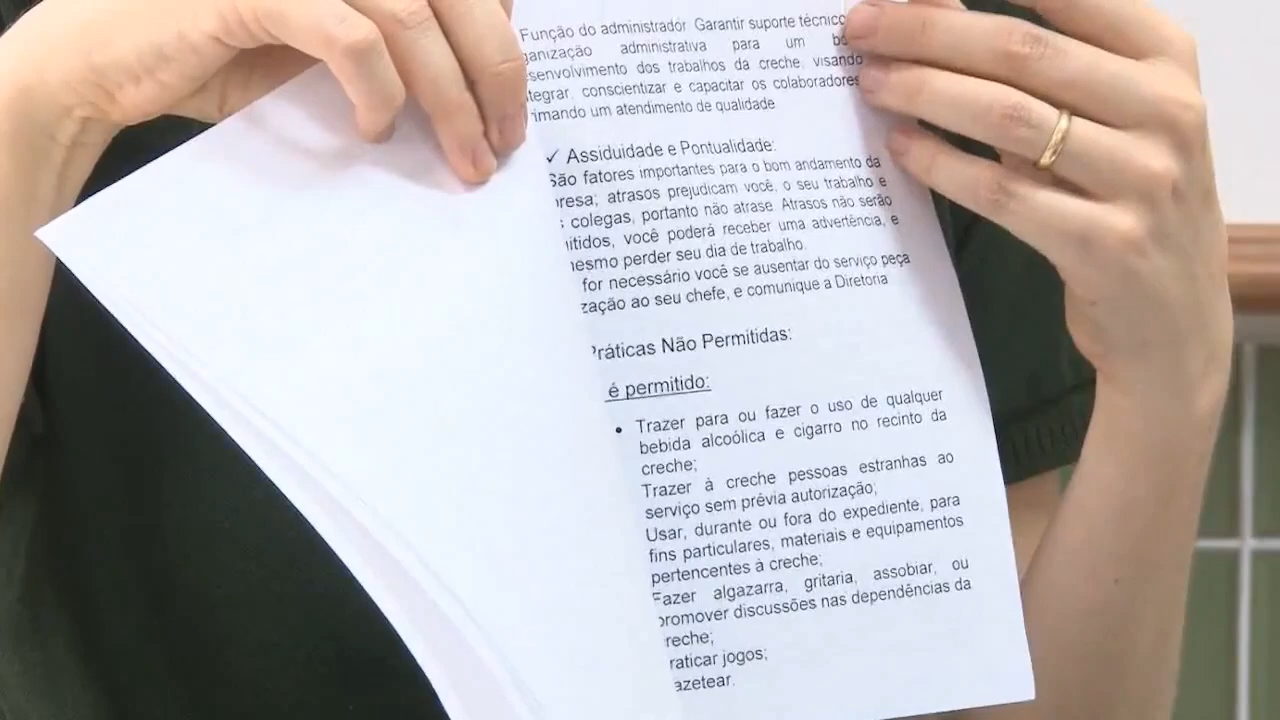 Função do administrador Garantir suporte técnico
ganização administrativa para um
senvolvimento dos trabalhos da creche, visando
tegrar, conscientizar e capacitar os colaboradores
rimando um atendimento de qualidade
✓ Assiduidade e Pontualidade:
São fatores importantes para o bom andamento da
resa; atrasos prejudicam você, o seu trabalho e
s colegas, portanto não atrase. Atrasos não serão
itidos, você poderá receber uma advertência, e
esmo perder seu dia de trabalho.
for necessário você se ausentar do serviço peça
zação ao seu chefe, e comunique a Diretoria
Práticas Não Permitidas:
é permitido:
• Trazer para ou fazer o uso de qualquer
bebida alcoólica e cigarro no recinto da
creche;
Trazer à creche pessoas estranhas ao
serviço sem prévia autorização;
Usar, durante ou fora do expediente, para
fins particulares, materiais e equipamentos
pertencentes à creche;
Fazer algazarra, gritaria, assobiar, ou
promover discussões nas dependências da
reche;
raticar jogos;
azetear.